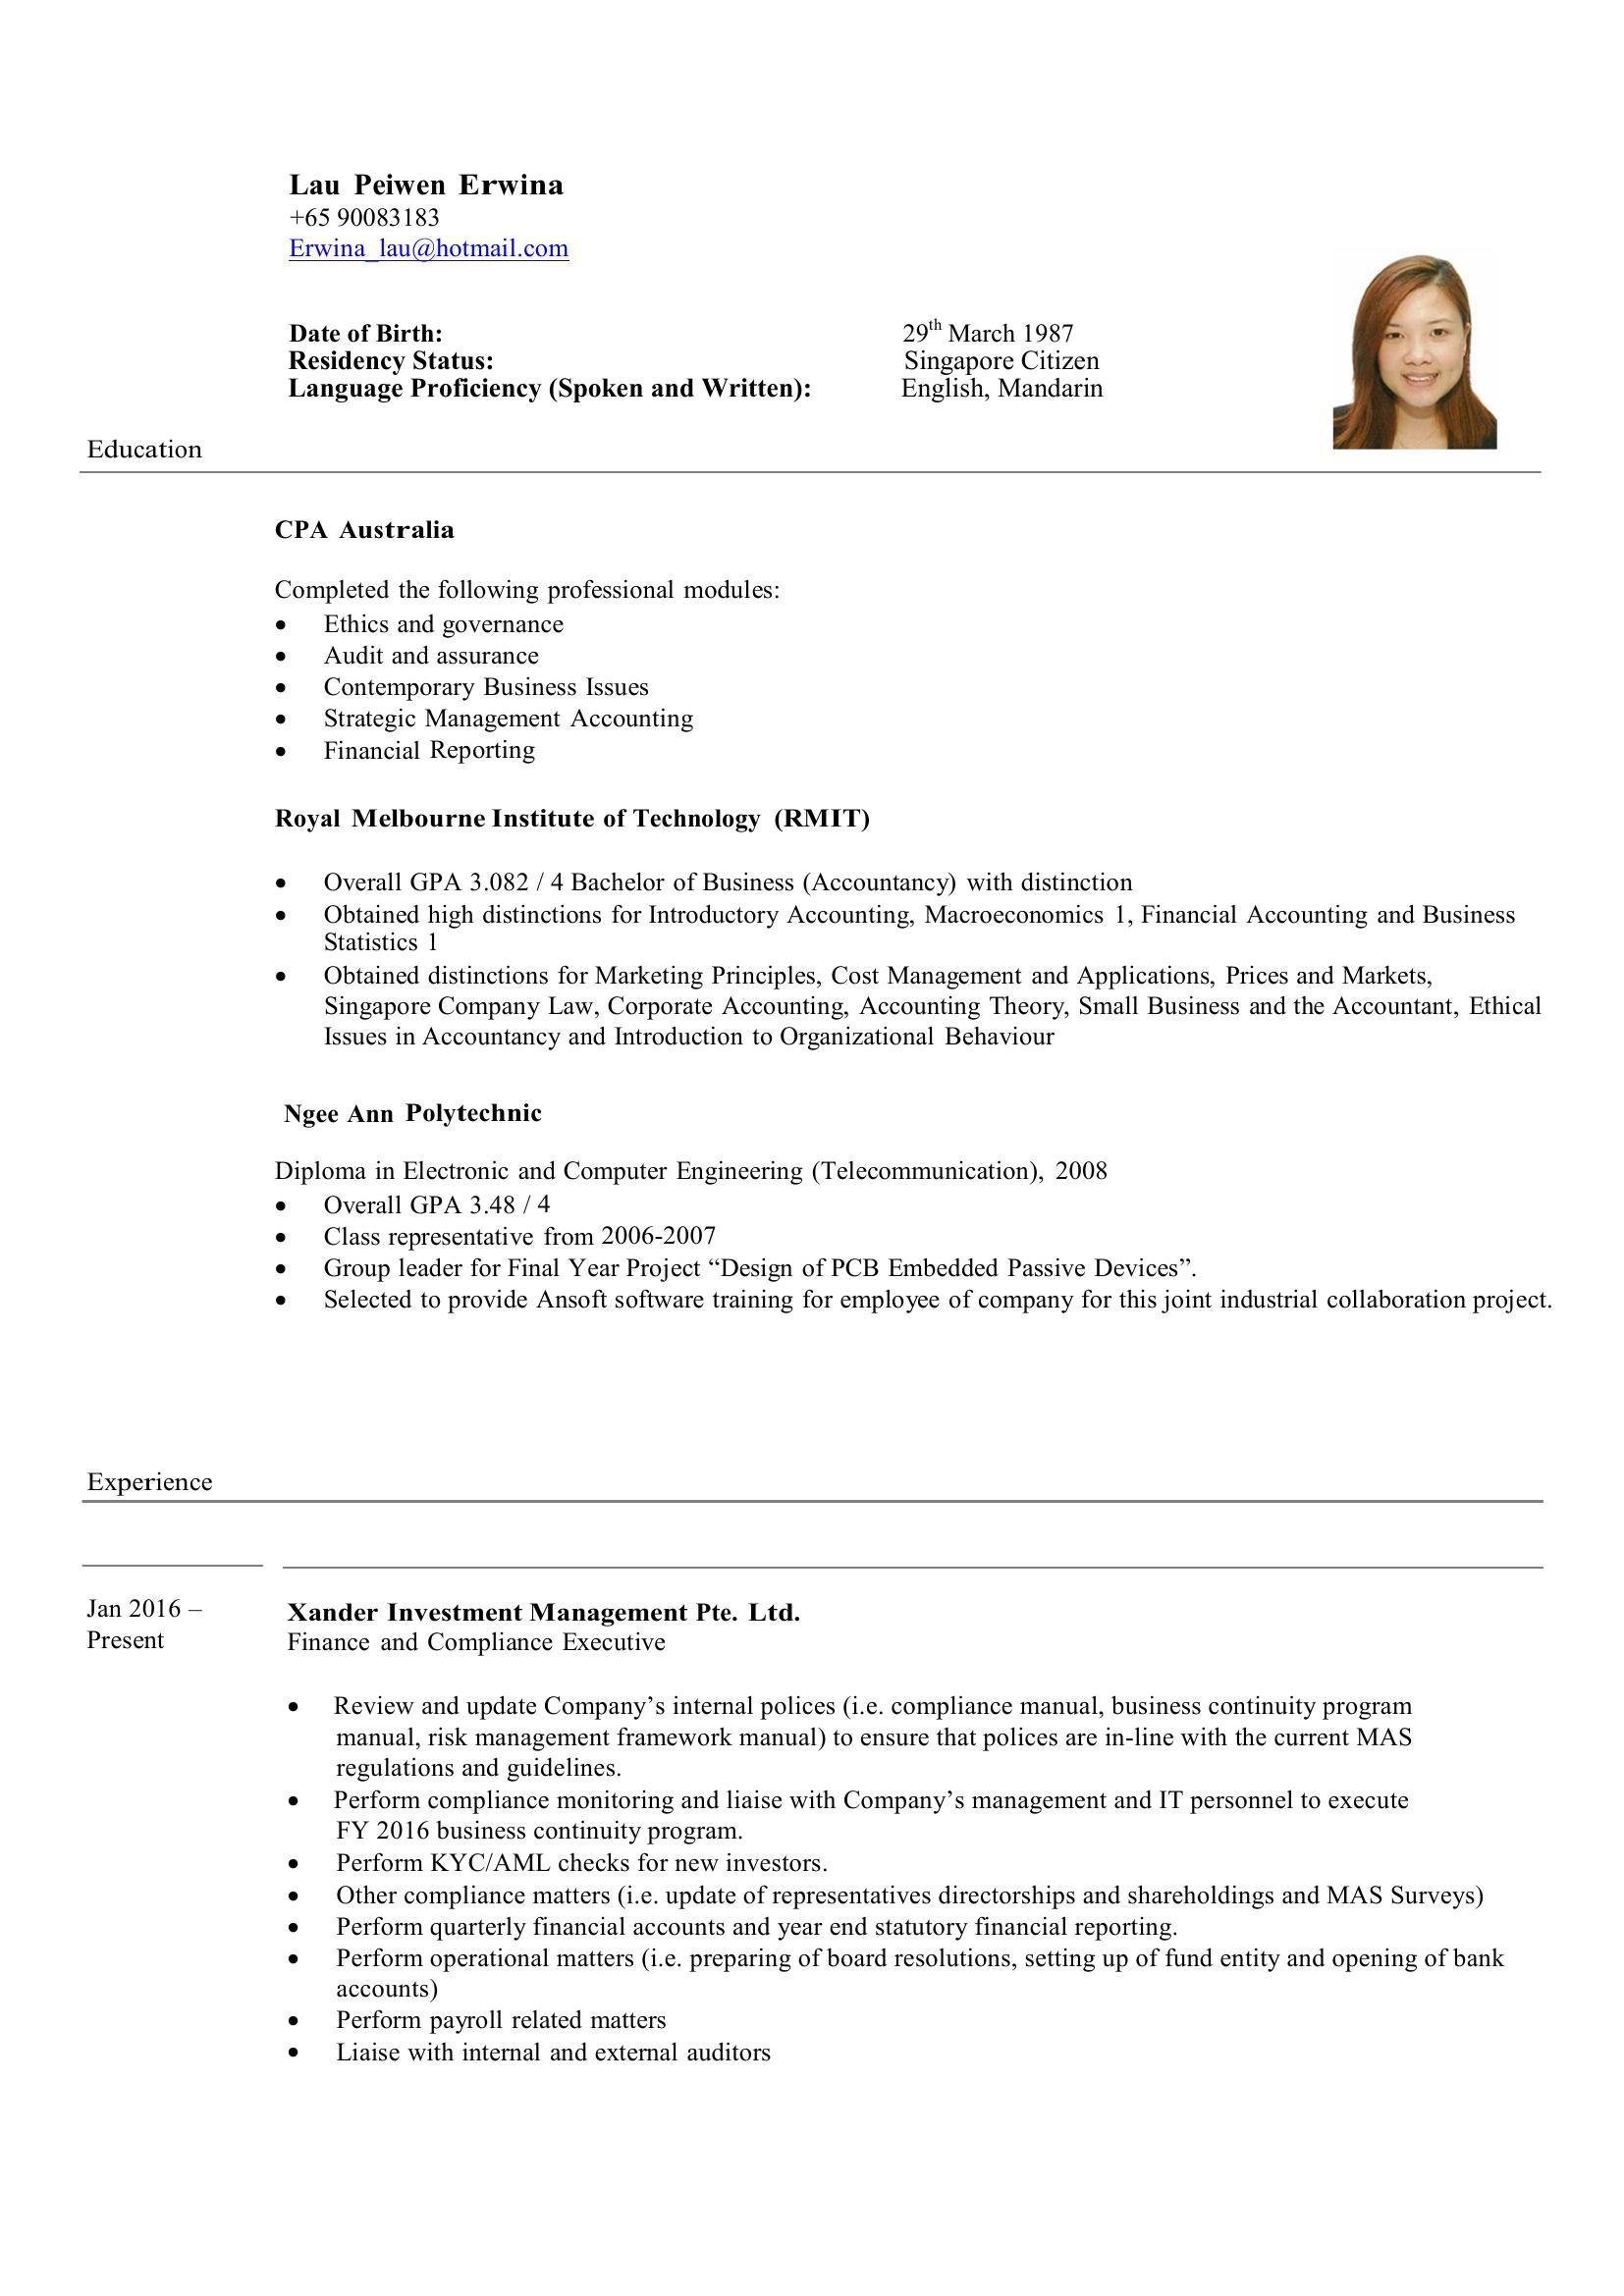 Lau Peiwen Erwina
+65 90083183
Erwina_lau@hotmail.com
Date of Birth: 29th March 1987
Residency Status: Singapore Citizen
Language Proficiency (Spoken and Written): English, Mandarin
Education
CPA Australia
Completed the following professional modules:
• Ethics and governance
• Audit and assurance
• Contemporary Business Issues
• Strategic Management Accounting
• Financial Reporting
Royal Melbourne Institute of Technology (RMIT)
• Overall GPA 3.082 / 4 Bachelor of Business (Accountancy) with distinction
• Obtained high distinctions for Introductory Accounting, Macroeconomics 1, Financial Accounting and Business
Statistics 1
• Obtained distinctions for Marketing Principles, Cost Management and Applications, Prices and Markets,
Singapore Company Law, Corporate Accounting, Accounting Theory, Small Business and the Accountant, Ethical
Issues in Accountancy and Introduction to Organizational Behaviour
Ngee Ann Polytechnic
Diploma in Electronic and Computer Engineering (Telecommunication), 2008
• Overall GPA 3.48 / 4
• Class representative from 2006-2007
• Group leader for Final Year Project “Design of PCB Embedded Passive Devices”.
• Selected to provide Ansoft software training for employee of company for this joint industrial collaboration project.
Experience
Jan 2016 –
Present
Xander Investment Management Pte. Ltd.
Finance and Compliance Executive
• Review and update Company’s internal polices (i.e. compliance manual, business continuity program
manual, risk management framework manual) to ensure that polices are in-line with the current MAS
regulations and guidelines.
• Perform compliance monitoring and liaise with Company’s management and IT personnel to execute
FY 2016 business continuity program.
• Perform KYC/AML checks for new investors.
• Other compliance matters (i.e. update of representatives directorships and shareholdings and MAS Surveys)
• Perform quarterly financial accounts and year end statutory financial reporting.
• Perform operational matters (i.e. preparing of board resolutions, setting up of fund entity and opening of bank
accounts)
• Perform payroll related matters
• Liaise with internal and external auditors